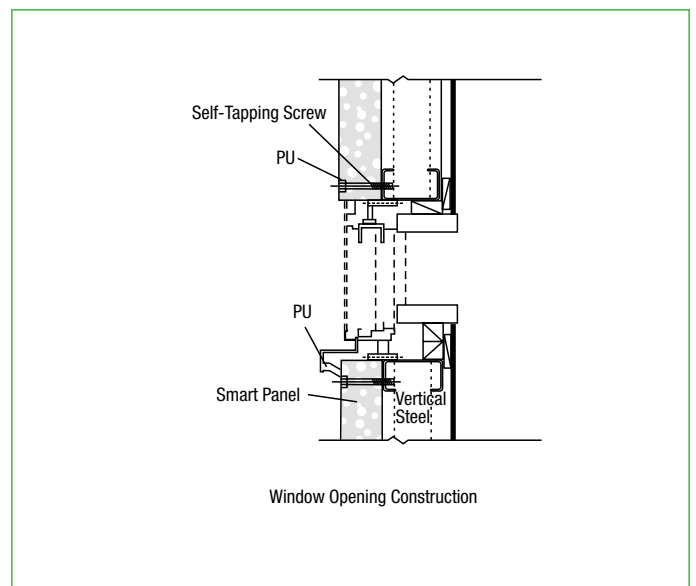 Self-Tapping Screw
PU
PU
Smart Panel
Vertical
Steel
Window Opening Construction